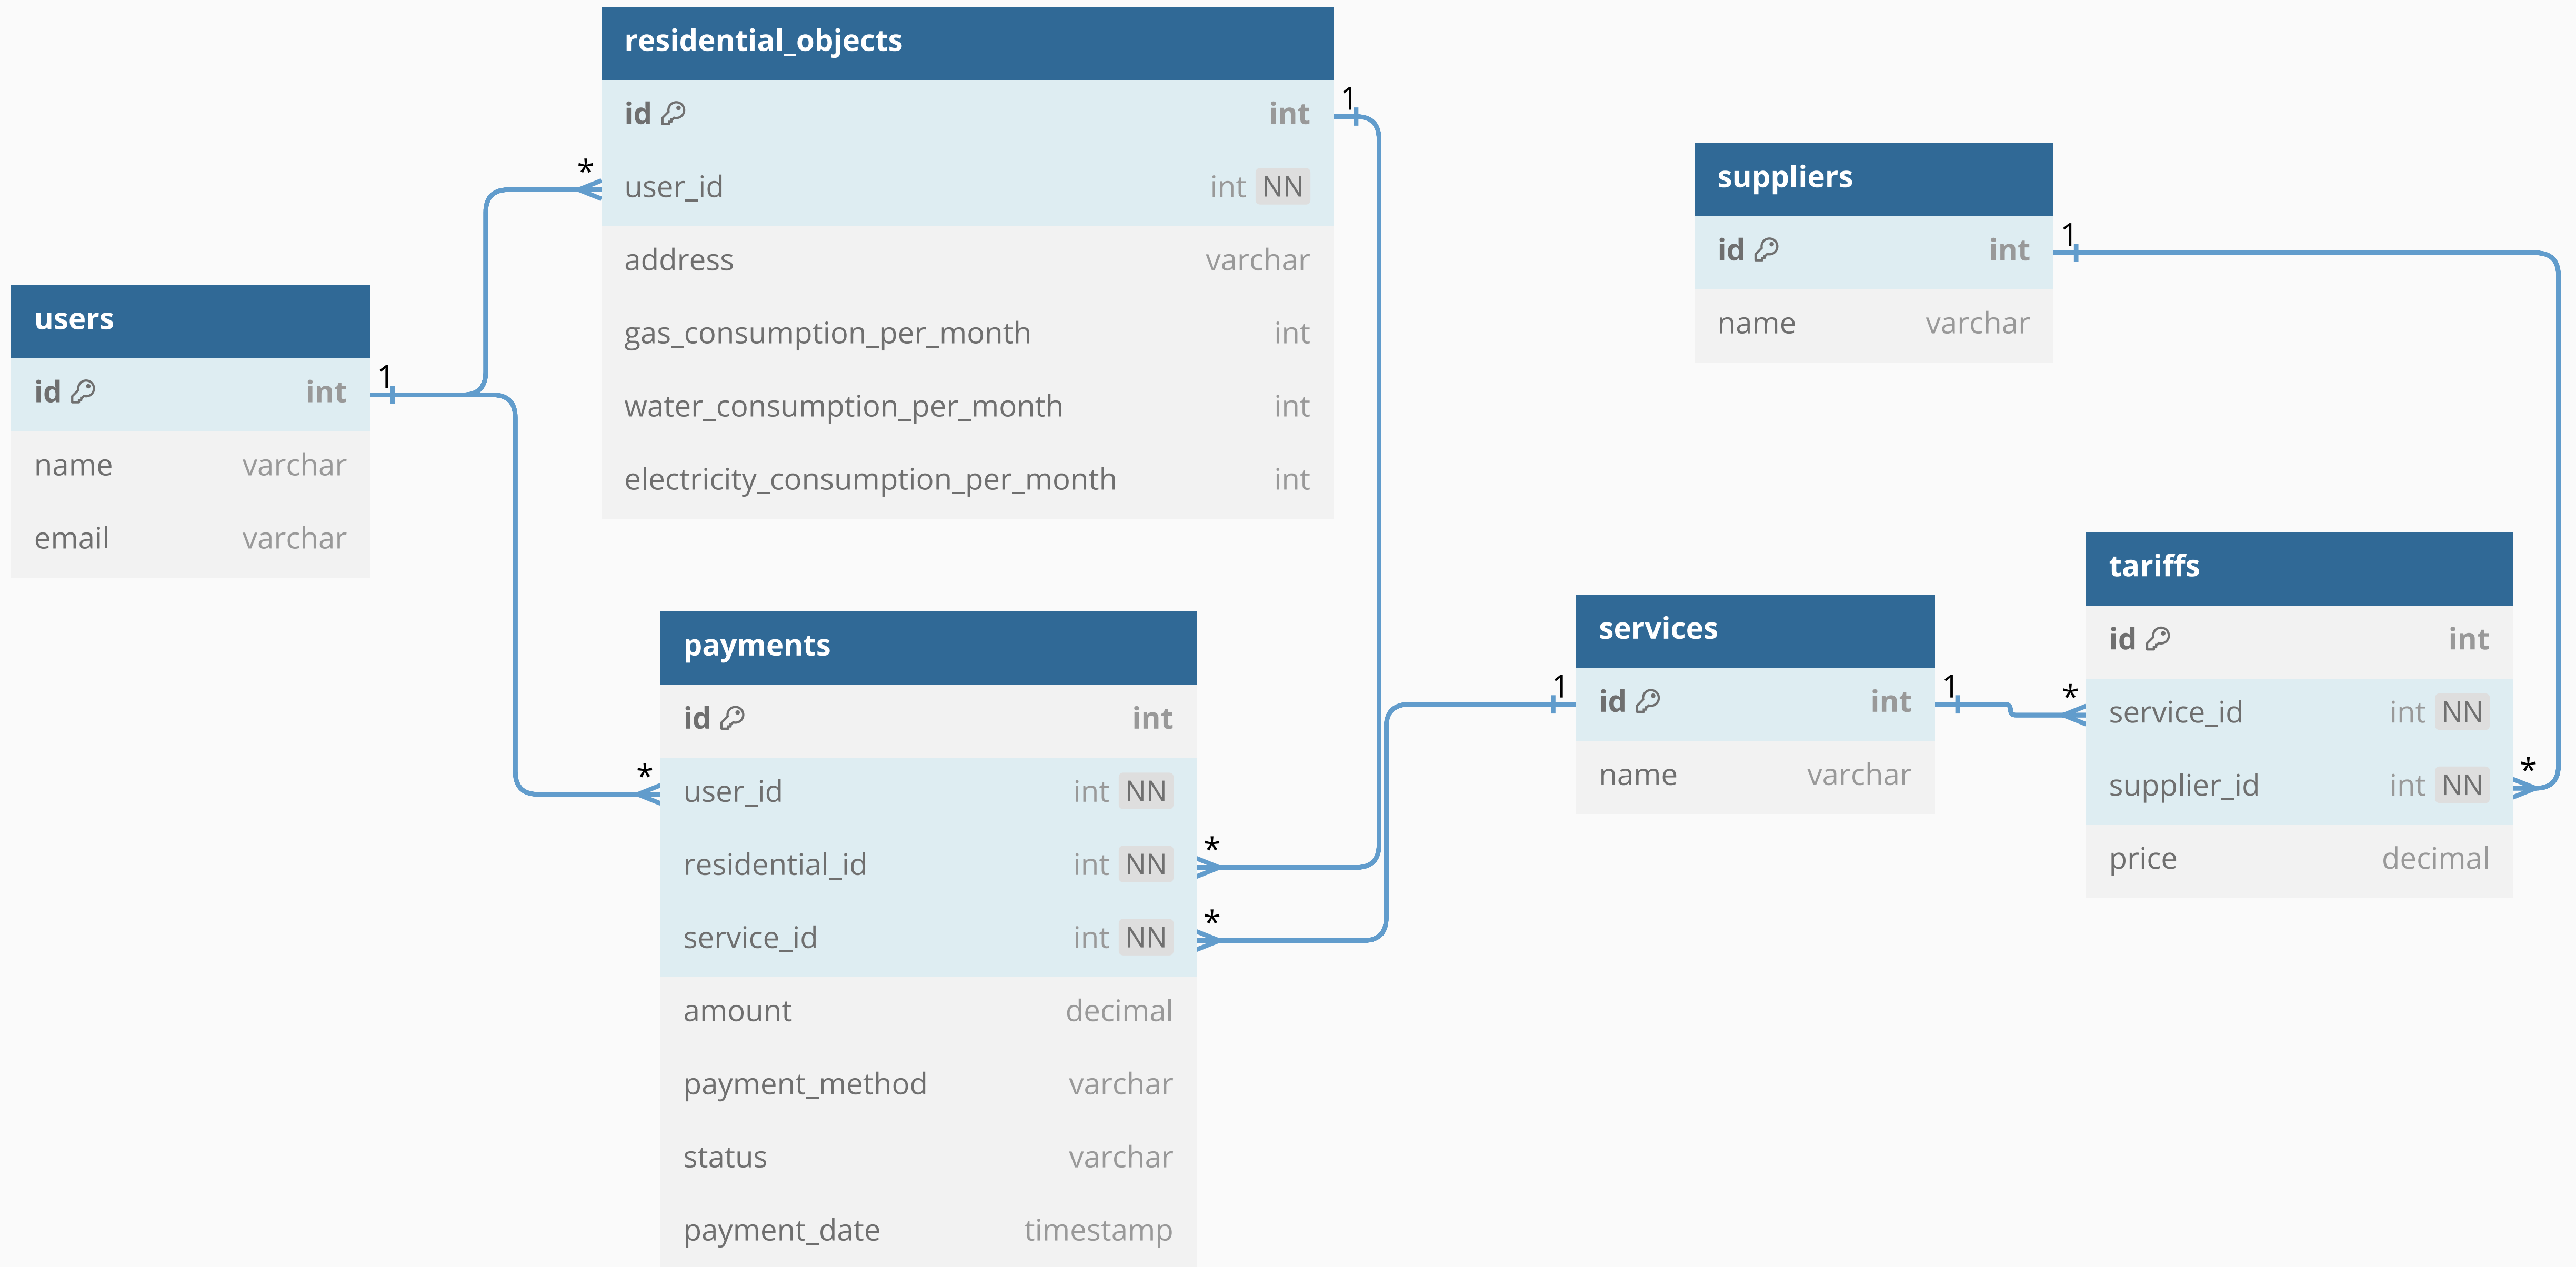 residential_objects
id int
user_id int NN
address varchar
gas_consumption_per_month int
water_consumption_per_month int
electricity_consumption_per_month int
1
*
suppliers
id int
name varchar
1
users
id int
name varchar
email varchar
1
payments
id int
user_id int NN
residential_id int NN
service_id int NN
amount decimal
payment_method varchar
status varchar
payment_date timestamp
*
*
*
services
id int
name varchar
1
1
tariffs
id int
service_id int NN
supplier_id int NN
price decimal
*
*